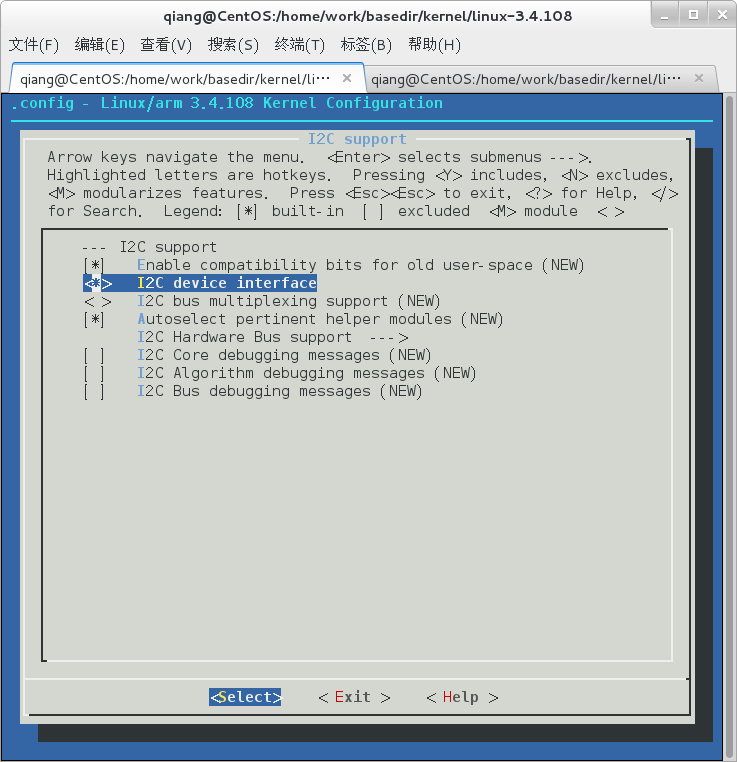 qiang@CentOS:/home/work/basedir/kernel/linux-3.4.108
文件(F) 编辑(E) 查看(V) 搜索(S) 终端(T) 标签(B) 帮助(H)
qiang@CentOS:/home/work/basedir/kernel/li··· × qiang@CentOS:/home/work/basedir/kernel/li··· ×
.config - Linux/arm 3.4.108 Kernel Configuration
I2C support
Arrow keys navigate the menu. <Enter> selects submenus --->.
Highlighted letters are hotkeys. Pressing <Y> includes, <N> excludes,
<M> modularizes features. Press <Esc><Esc> to exit, <?> for Help, </>
for Search. Legend: [*] built-in [ ] excluded <M> module < >
--- I2C support
[*] Enable compatibility bits for old user-space (NEW)
<*> I2C device interface
< > I2C bus multiplexing support (NEW)
[*] Autoselect pertinent helper modules (NEW)
I2C Hardware Bus support --->
[ ] I2C Core debugging messages (NEW)
[ ] I2C Algorithm debugging messages (NEW)
[ ] I2C Bus debugging messages (NEW)
<Select> < Exit > < Help >